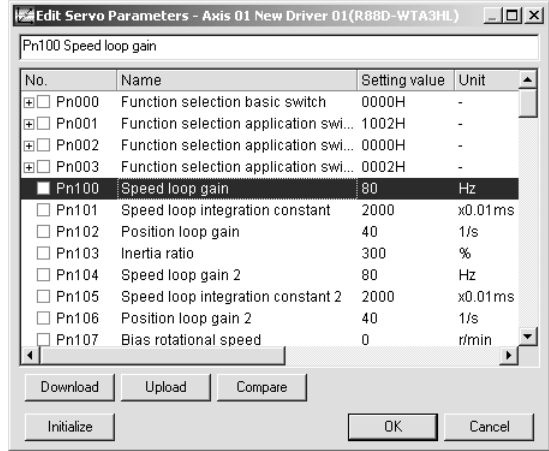 Edit Servo Parameters - Axis 01 New Driver 01(R88D-WTA3HL)
Pn100 Speed loop gain
No. Name Setting value Unit
Pn000 Function selection basic switch 0000H -
Pn001 Function selection application swi... 1002H -
Pn002 Function selection application swi... 0000H -
Pn003 Function selection application swi... 0002H -
Pn100 Speed loop gain 80 Hz
Pn101 Speed loop integration constant 2000 x0.01ms
Pn102 Position loop gain 40 1/s
Pn103 Inertia ratio 300 %
Pn104 Speed loop gain 2 80 Hz
Pn105 Speed loop integration constant 2 2000 x0.01ms
Pn106 Position loop gain 2 40 1/s
Pn107 Bias rotational speed 0 r/min
Download Upload Compare
Initialize OK Cancel